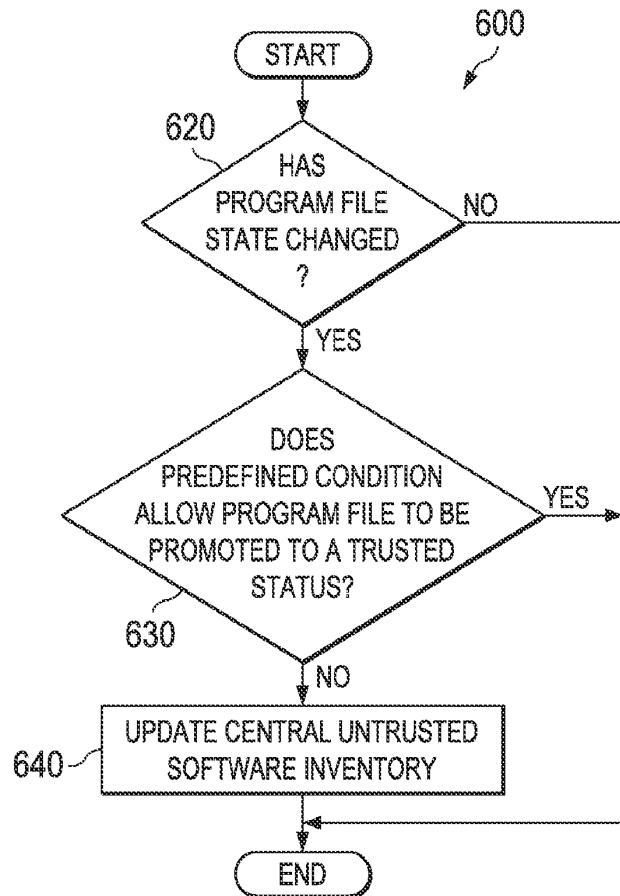 START
600
620
HAS
PROGRAM FILE
STATE CHANGED
?
NO
YES
DOES
PREDEFINED CONDITION
ALLOW PROGRAM FILE TO BE
PROMOTED TO A TRUSTED
STATUS?
YES
630
NO
640
UPDATE CENTRAL UNTRUSTED
SOFTWARE INVENTORY
END